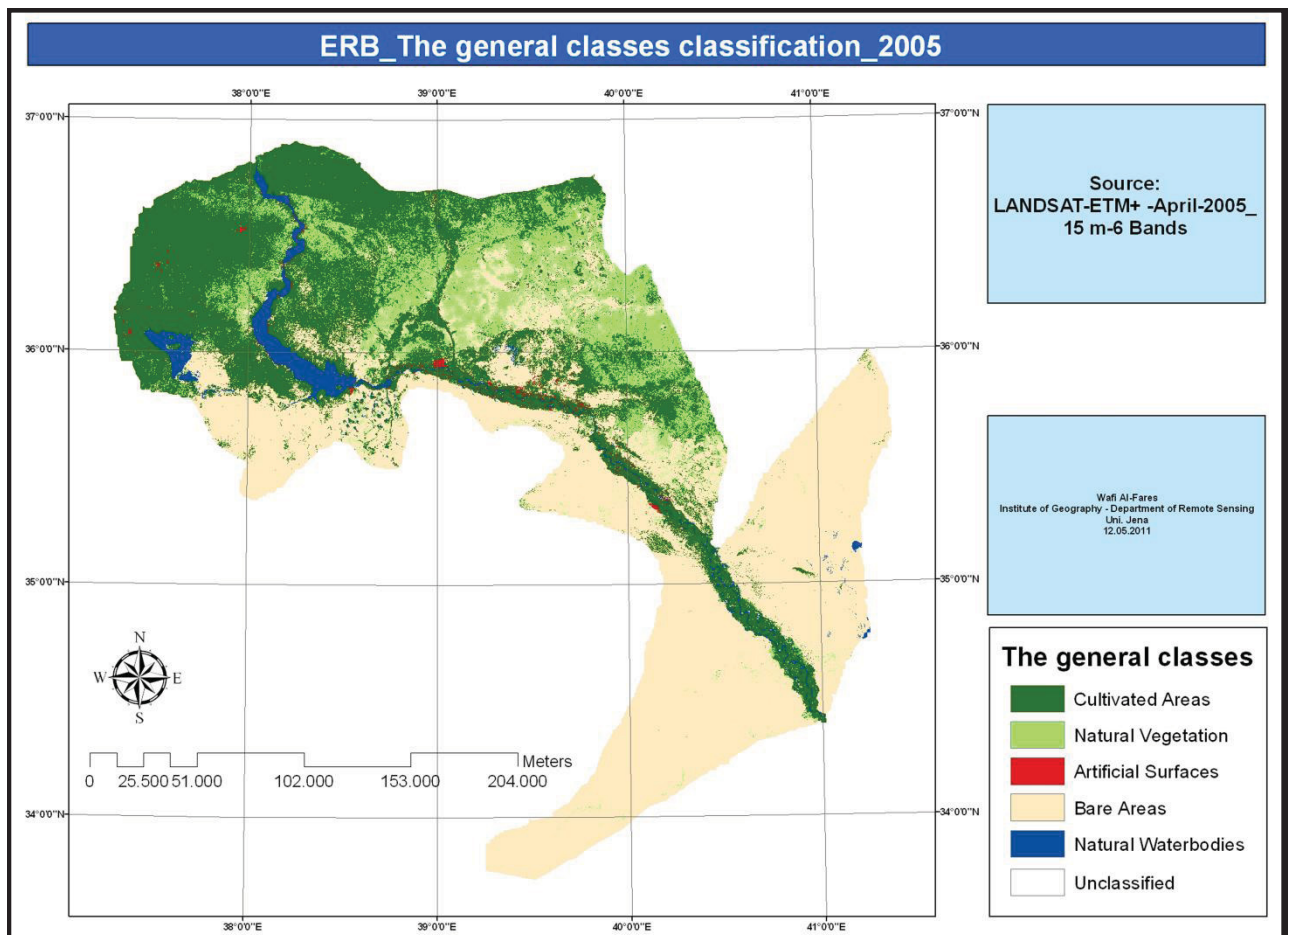 ERB_The general classes classification_2005
38°0'0"E
39°0'0"E
40°0'0"E
41°0'0"E
37°0'0"N
37°0'0"N
36°0'0"N
36°0'0"N
35°0'0"N
35°0'0"N
34°0'0"N
34°0'0"N
38°0'0"E
39°0'0"E
40°0'0"E
41°0'0"E
N
W
E
S
Meters
0
25.500
51.000
102.000
153.000
204.000
Source:
LANDSAT-ETM+ -April-2005_
15 m-6 Bands
Wafi Al-Fares
Institute of Geography - Department of Remote Sensing
Uni. Jena
12.05.2011
The general classes
Cultivated Areas
Natural Vegetation
Artificial Surfaces
Bare Areas
Natural Waterbodies
Unclassified